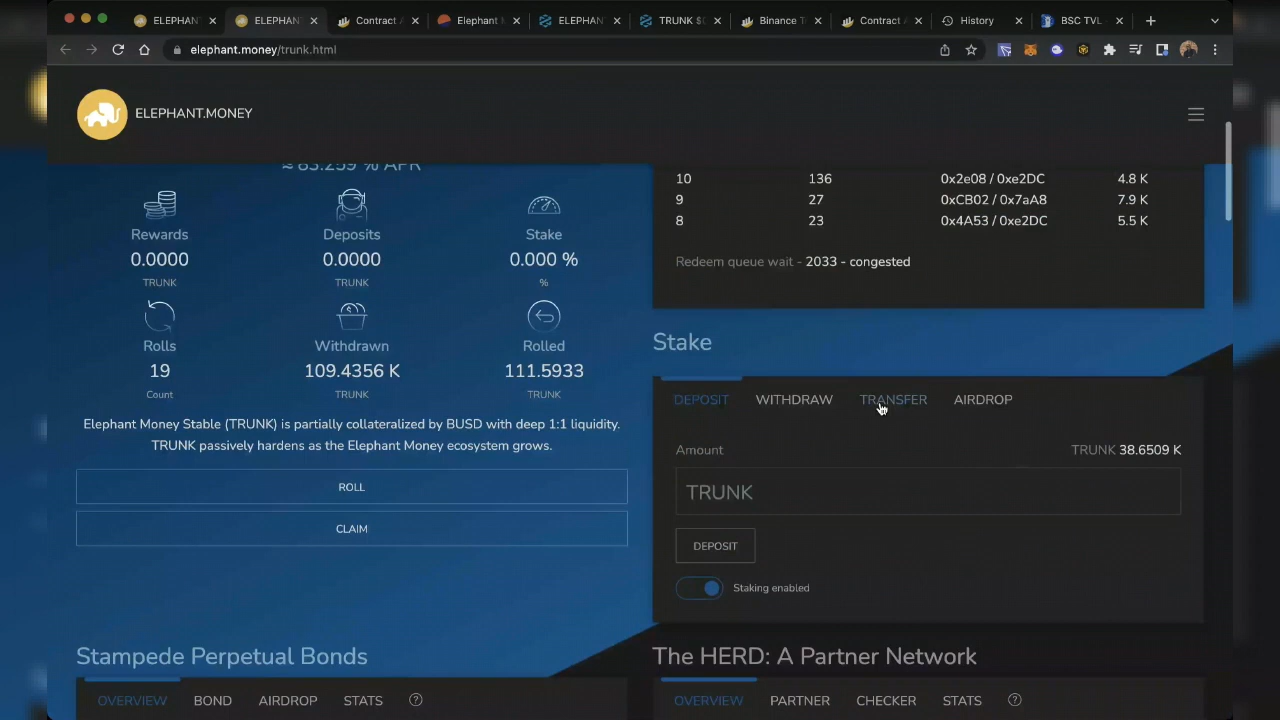 ELEPHAN
ELEPHAN
Contract A
Elephant M
ELEPHAN
TRUNK $0
Binance T
Contract A
History
BSC TVL
elephant.money/trunk.html
ELEPHANT.MONEY
≈ 83.259 % APR
Rewards
0.0000
TRUNK
Deposits
0.0000
TRUNK
Stake
0.000 %
%
Rolls
19
Count
Withdrawn
109.4356 K
TRUNK
Rolled
111.5933
TRUNK
Elephant Money Stable (TRUNK) is partially collateralized by BUSD with deep 1:1 liquidity.
TRUNK passively hardens as the Elephant Money ecosystem grows.
ROLL
CLAIM
10 136 0x2e08 / 0xe2DC 4.8 K
9 27 0xCB02 / 0x7aA8 7.9 K
8 23 0x4A53 / 0xe2DC 5.5 K
Redeem queue wait - 2033 - congested
Stake
DEPOSIT WITHDRAW TRANSFER AIRDROP
Amount TRUNK 38.6509 K
TRUNK
DEPOSIT
Staking enabled
Stampede Perpetual Bonds
OVERVIEW BOND AIRDROP STATS ?
The HERD: A Partner Network
OVERVIEW PARTNER CHECKER STATS ?